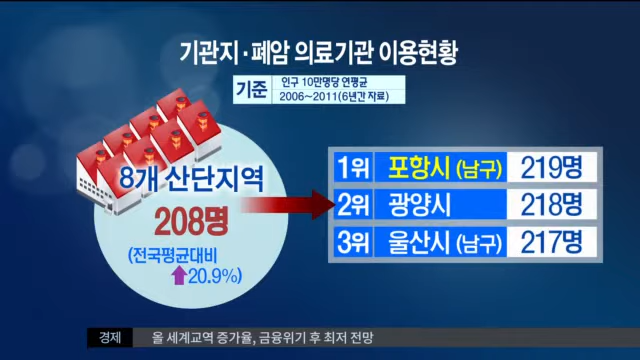 기관지·폐암 의료기관 이용현황
기준
인구 10만명당 연평균
2006~2011(6년간 자료)
8개 산단지역
208명
(전국평균대비
20.9%)
1위 포항시 (남구) 219명
2위 광양시 218명
3위 울산시 (남구) 217명
경제 올 세계교역 증가율, 금융위기 후 최저 전망